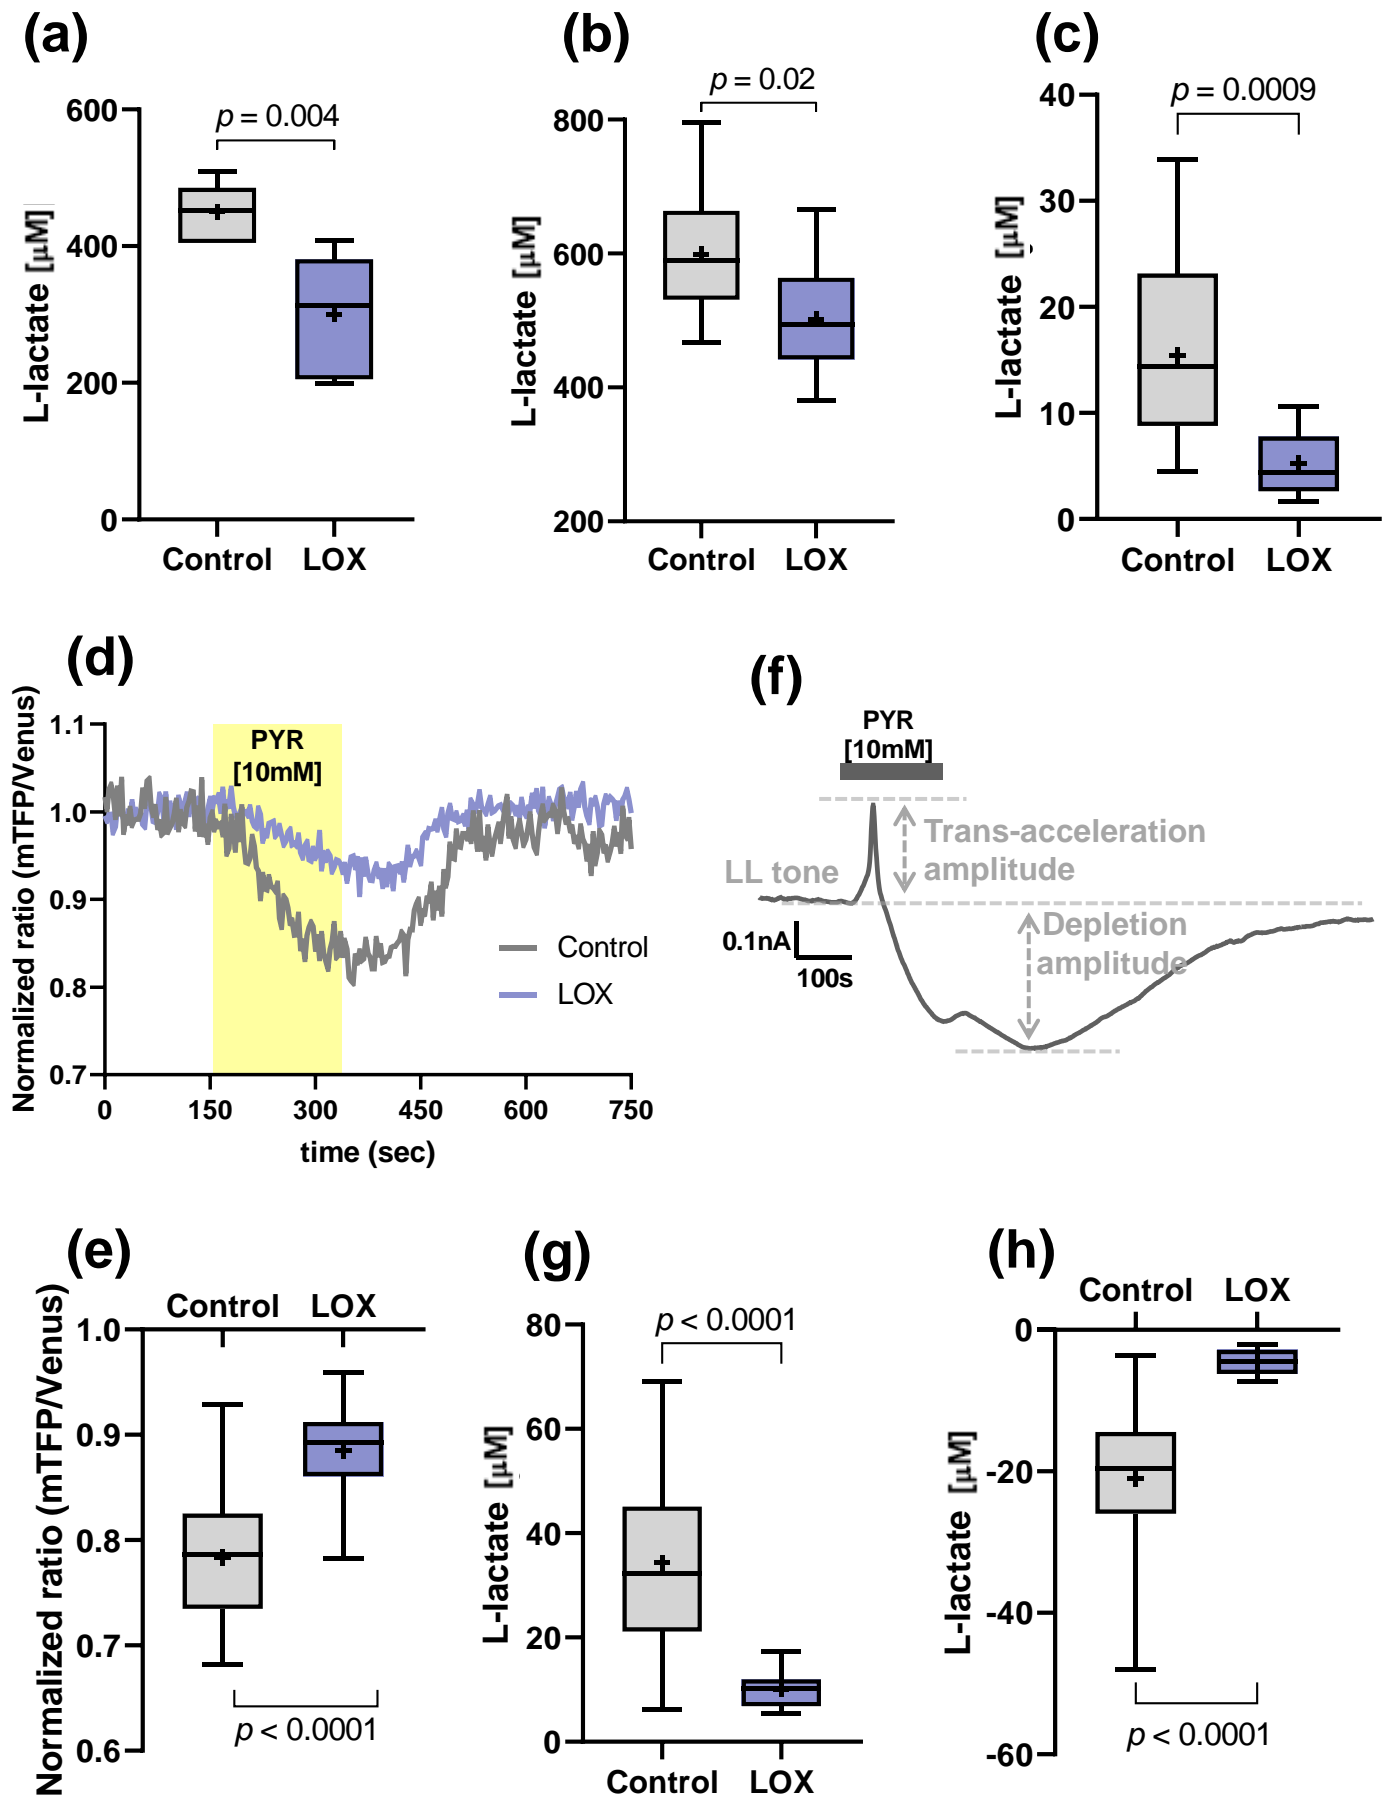 (a)
p = 0.004
600
400
200
0
L-lactate [µM]
Control
LOX
(b)
p = 0.02
800
600
400
200
L-lactate [µM]
Control
LOX
(c)
p = 0.0009
40
30
20
10
0
L-lactate [µM]
Control
LOX
(d)
PYR
[10mM]
1.1
1.0
0.9
0.8
0.7
Normalized ratio (mTFP/Venus)
Control
LOX
0
150
300
450
600
750
time (sec)
(f)
PYR
[10mM]
LL tone
Trans-acceleration
amplitude
Depletion
amplitude
0.1nA
100s
(e)
Control
LOX
1.0
0.9
0.8
0.7
0.6
Normalized ratio (mTFP/Venus)
p < 0.0001
(g)
p < 0.0001
80
60
40
20
0
L-lactate [µM]
Control
LOX
(h)
Control
LOX
0
-20
-40
-60
L-lactate [µM]
p < 0.0001